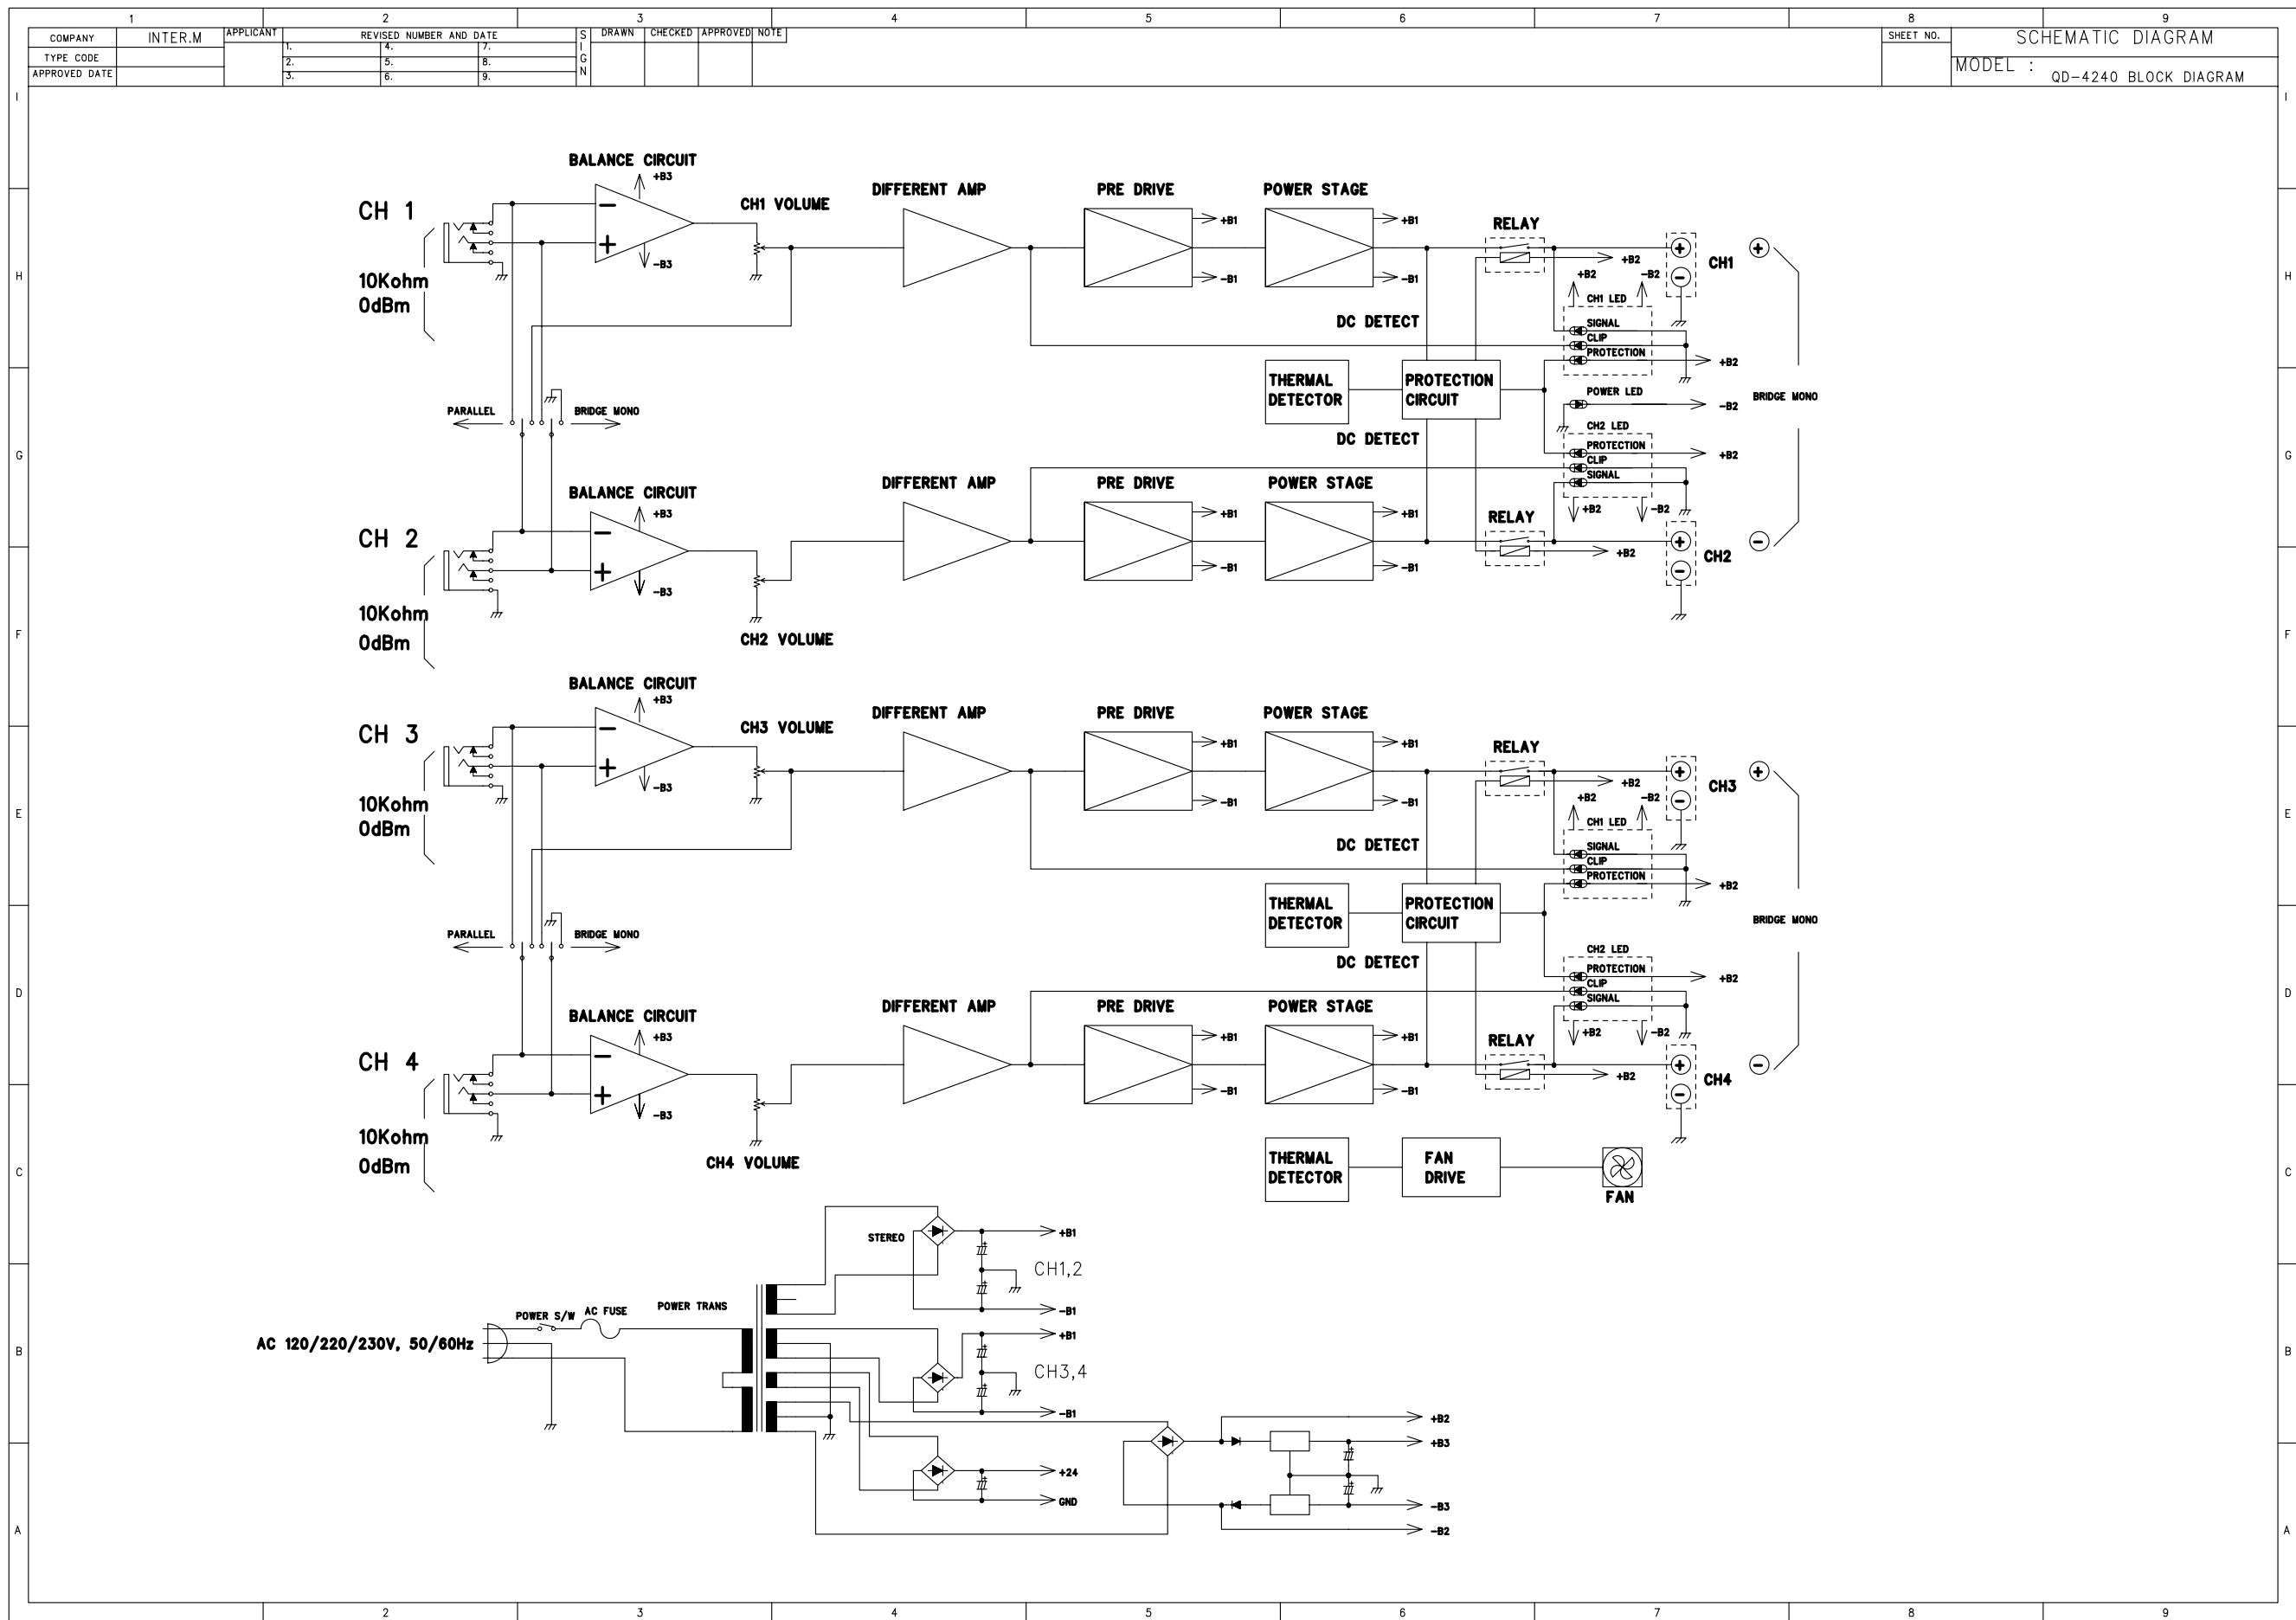 1 2 3 4 5 6 7 8 9
COMPANY INTER.M APPLICANT REVISED NUMBER AND DATE SIGN DRAWN CHECKED APPROVED NOTE SHEET NO. SCHEMATIC DIAGRAM
1. 4. 7.
TYPE CODE 2. 5. 8.
MODEL : QD-4240 BLOCK DIAGRAM
APPROVED DATE 3. 6. 9.
I I
BALANCE CIRCUIT
+B3
CH 1 CH1 VOLUME DIFFERENT AMP PRE DRIVE POWER STAGE
+B1 +B1
RELAY
− +
-B3
+B2
+ + CH1
−
H H
10Kohm
0dBm
-B1 -B1
+B2 -B2
CH1 LED
DC DETECT
SIGNAL
CLIP
PROTECTION +B2
THERMAL DETECTOR PROTECTION CIRCUIT
POWER LED -B2
BRIDGE MONO
PARALLEL BRIDGE MONO
DC DETECT
CH2 LED
G G
PROTECTION +B2
CLIP
SIGNAL
BALANCE CIRCUIT DIFFERENT AMP PRE DRIVE POWER STAGE
+B3 +B1 +B1 +B2 -B2
RELAY
CH 2
− +
-B3
+ −
+B2 CH2
−
-B1 -B1
10Kohm
0dBm
F F
CH2 VOLUME
BALANCE CIRCUIT
+B3
CH 3 CH3 VOLUME DIFFERENT AMP PRE DRIVE POWER STAGE
+B1 +B1
RELAY
− +
-B3
+B2
+ + CH3
−
10Kohm
0dBm
E E
-B1 -B1
+B2 -B2
CH1 LED
DC DETECT
SIGNAL
CLIP
PROTECTION +B2
THERMAL DETECTOR PROTECTION CIRCUIT
BRIDGE MONO
PARALLEL BRIDGE MONO
DC DETECT
CH2 LED
PROTECTION +B2
CLIP
SIGNAL
D D
BALANCE CIRCUIT DIFFERENT AMP PRE DRIVE POWER STAGE
+B3 +B1 +B1 +B2 -B2
RELAY
CH 4
− +
-B3
+ −
+B2 CH4
−
-B1 -B1
10Kohm
0dBm
CH4 VOLUME
C C
THERMAL DETECTOR FAN DRIVE
FAN
STEREO +B1
CH1,2
-B1
POWER S/W AC FUSE POWER TRANS
AC 120/220/230V, 50/60Hz
+B1
B B
CH3,4
-B1
+B2
+B3
+24
GND
-B3
-B2
A A
2 3 4 5 6 7 8 9